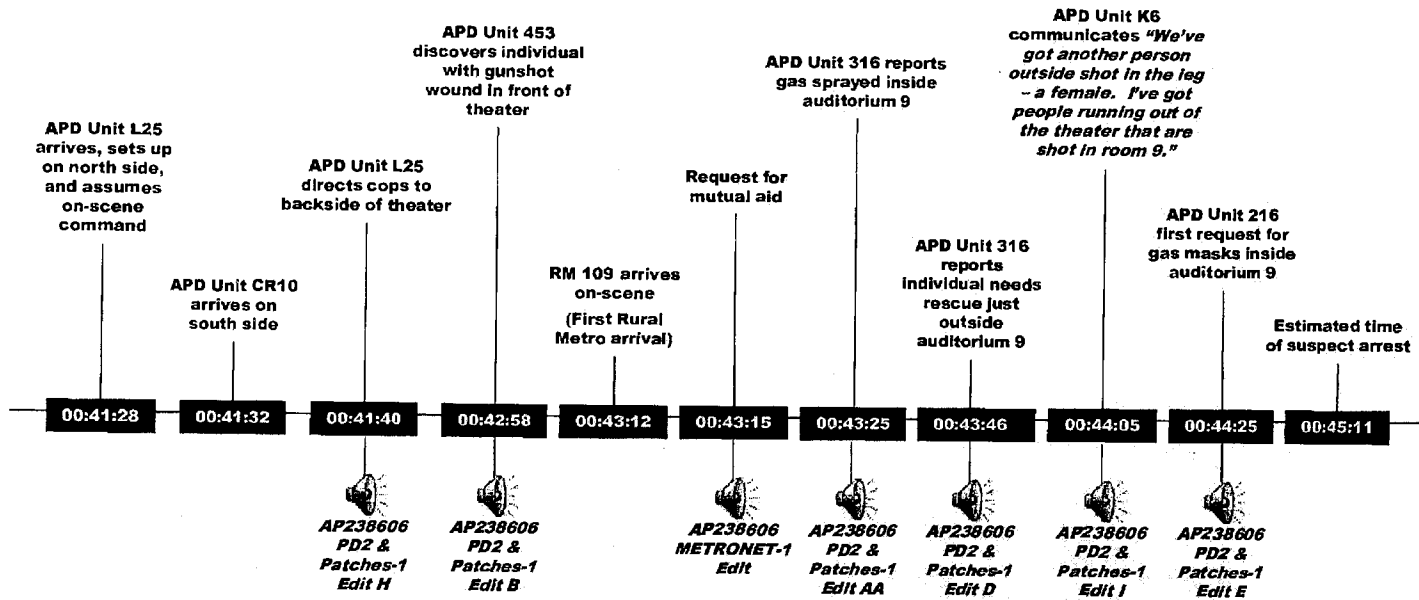 APD Unit L25
arrives, sets up
on north side,
and assumes
on-scene
command
00:41:28
APD Unit CR10
arrives on
south side
00:41:32
APD Unit L25
directs cops to
backside of theater
00:41:40
AP238606
PD2 &
Patches-1
Edit H
APD Unit 453
discovers individual
with gunshot
wound in front of
theater
00:42:58
AP238606
PD2 &
Patches-1
Edit B
RM 109 arrives
on-scene
(First Rural
Metro arrival)
00:43:12
Request for
mutual aid
00:43:15
AP238606
METRONET-1
Edit
APD Unit 316 reports
gas sprayed inside
auditorium 9
00:43:25
AP238606
PD2 &
Patches-1
Edit AA
APD Unit 316
reports
individual needs
rescue just
outside
auditorium 9
00:43:46
AP238606
PD2 &
Patches-1
Edit D
APD Unit K6
communicates "We've
got another person
outside shot in the leg
– a female. I've got
people running out of
the theater that are
shot in room 9."
00:44:05
AP238606
PD2 &
Patches-1
Edit I
APD Unit 216
first request for
gas masks inside
auditorium 9
00:44:25
AP238606
PD2 &
Patches-1
Edit E
Estimated time
of suspect arrest
00:45:11